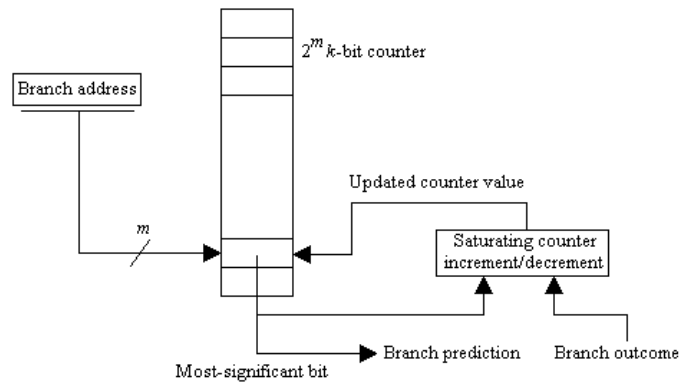 2^m k-bit counter
Branch address
Updated counter value
m
Saturating counter
increment/decrement
Branch prediction
Branch outcome
Most-significant bit